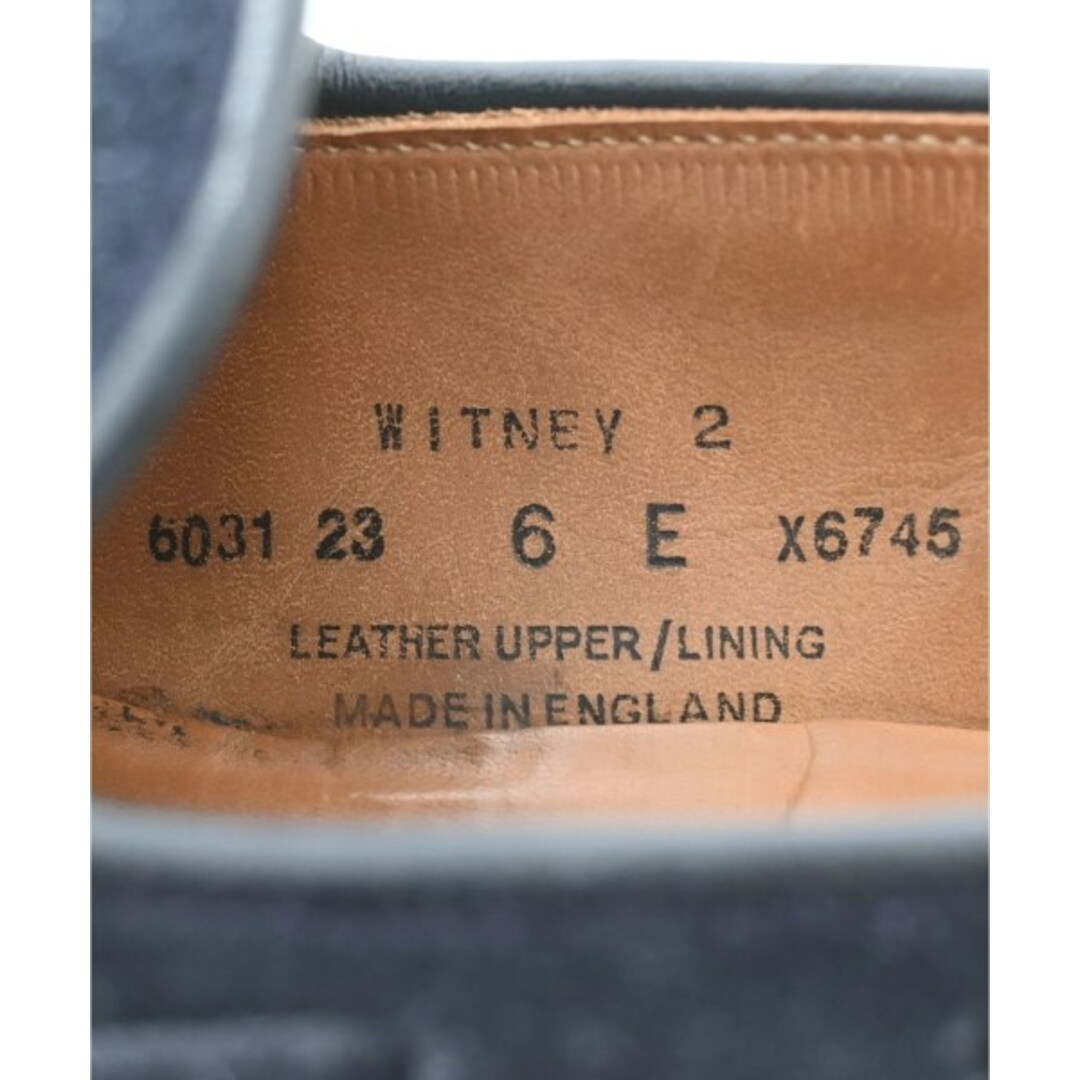 WITNEY 2
6031 23 6 E X6745
LEATHER UPPER/LINING
MADE IN ENGLAND